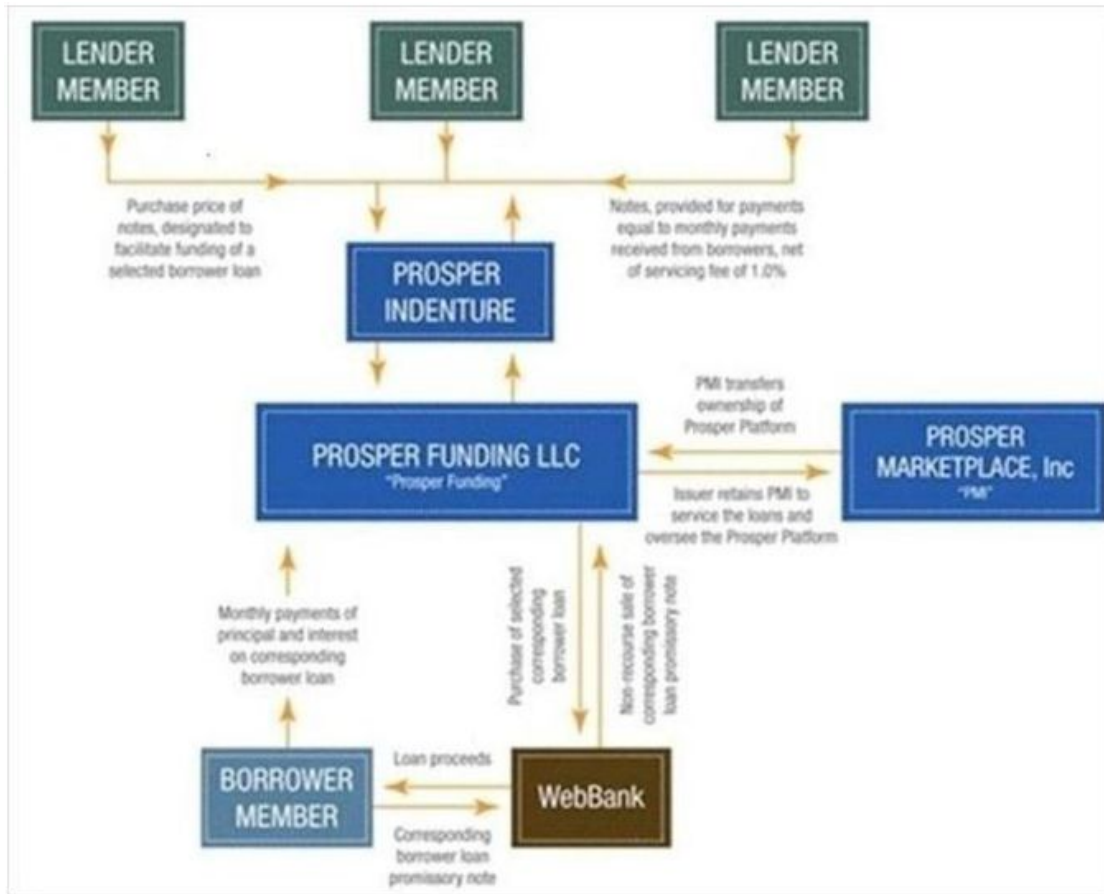 LENDER
MEMBER
LENDER
MEMBER
LENDER
MEMBER
Purchase price of
notes, designated to
facilitate funding of a
selected borrower loan
Notes, provided for payments
equal to monthly payments
received from borrowers, net
of servicing fee of 1.0%
PROSPER
INDENTURE
PROSPER FUNDING LLC
"Prosper Funding"
PMI transfers
ownership of
Prosper Platform
Issuer retains PMI to
service the loans and
oversee the Prosper Platform
PROSPER
MARKETPLACE, Inc
"PMI"
Monthly payments of
principal and interest
on corresponding
borrower loan
Purchase of selected
corresponding
borrower loan
Non-recourse sale of
corresponding borrower
loan promissory note
BORROWER
MEMBER
Loan proceeds
Corresponding
borrower loan
promissory note
WebBank